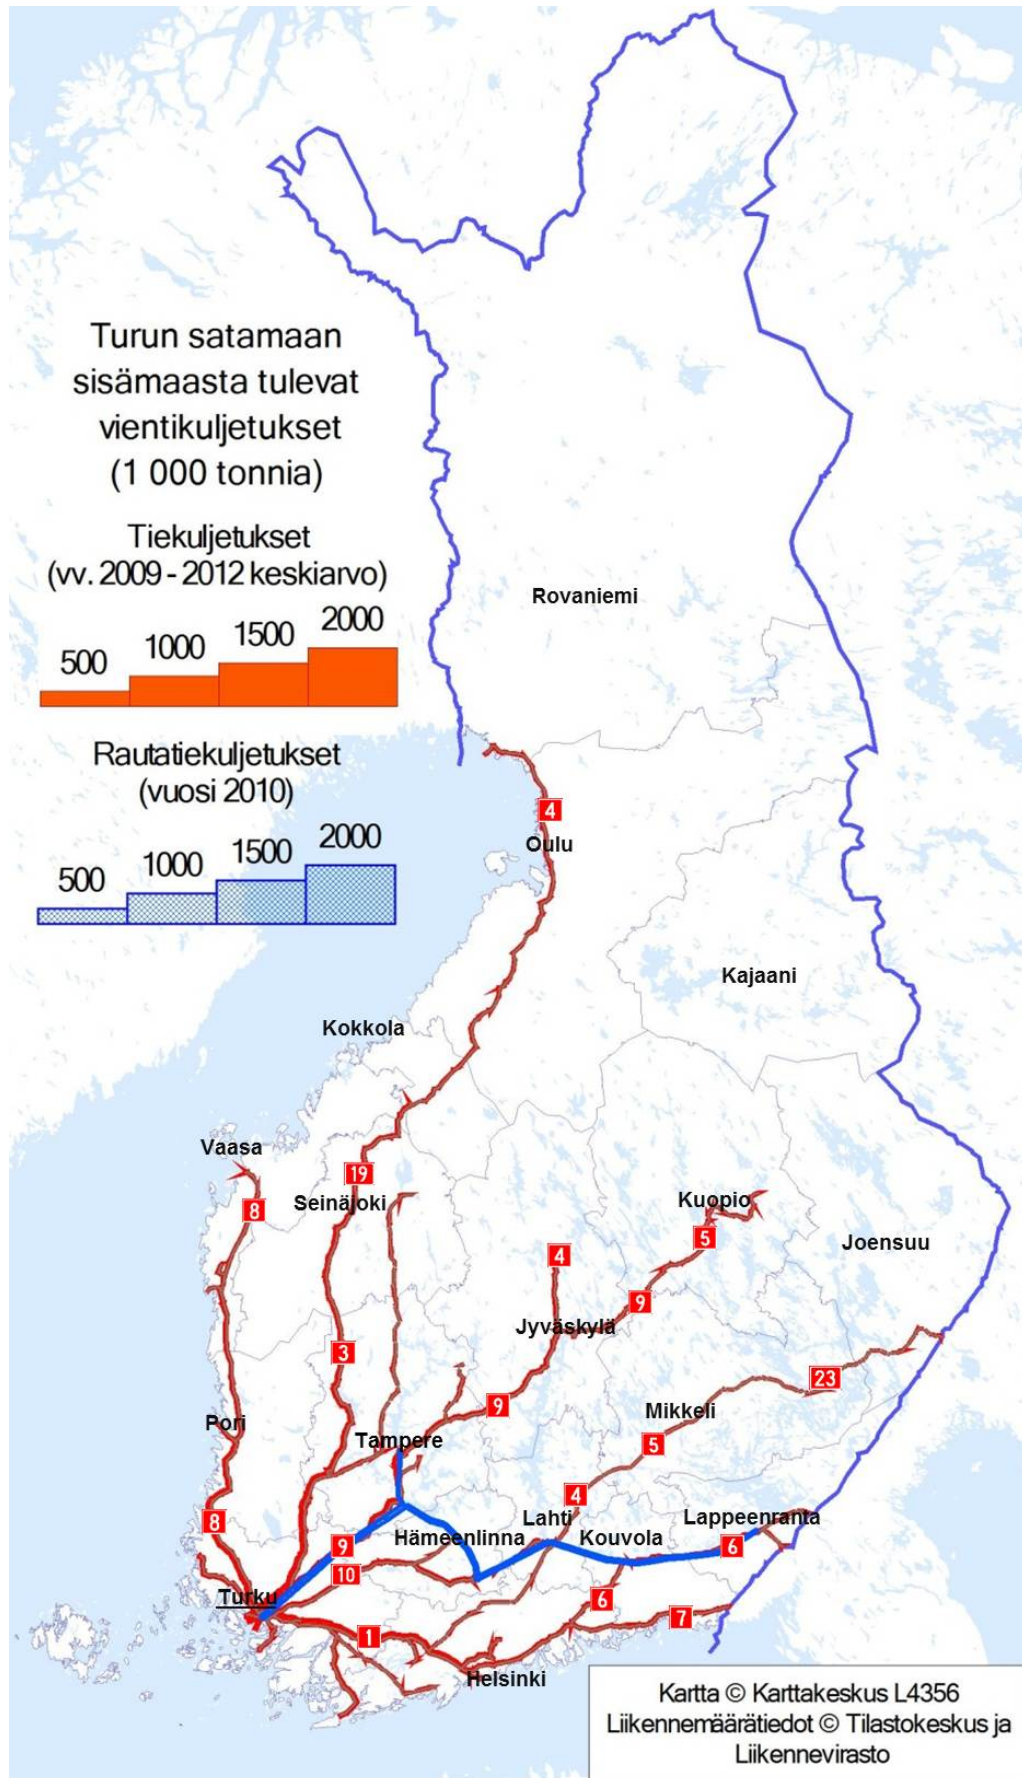 Turun satamaan
sisämaasta tulevat
vientikuljetukset
(1 000 tonnia)
Tiekuljetukset
(vv. 2009 - 2012 keskiarvo)
500 1000 1500 2000
Rautatiekuljetukset
(vuosi 2010)
500 1000 1500 2000
Rovaniemi
4
Oulu
Kajaani
Kokkola
Vaasa
19
Seinäjoki
8
Kuopio
5
Joensuu
4
9
Jyväskylä
3
23
9
Mikkeli
Pori
Tampere
5
4
8
Lahti
Lappeenranta
Hämeenlinna
Kouvola
9
6
10
Turku
6
7
1
Helsinki
Kartta © Karttakeskus L4356
Liikennemäärätiedot © Tilastokeskus ja
Liikennevirasto